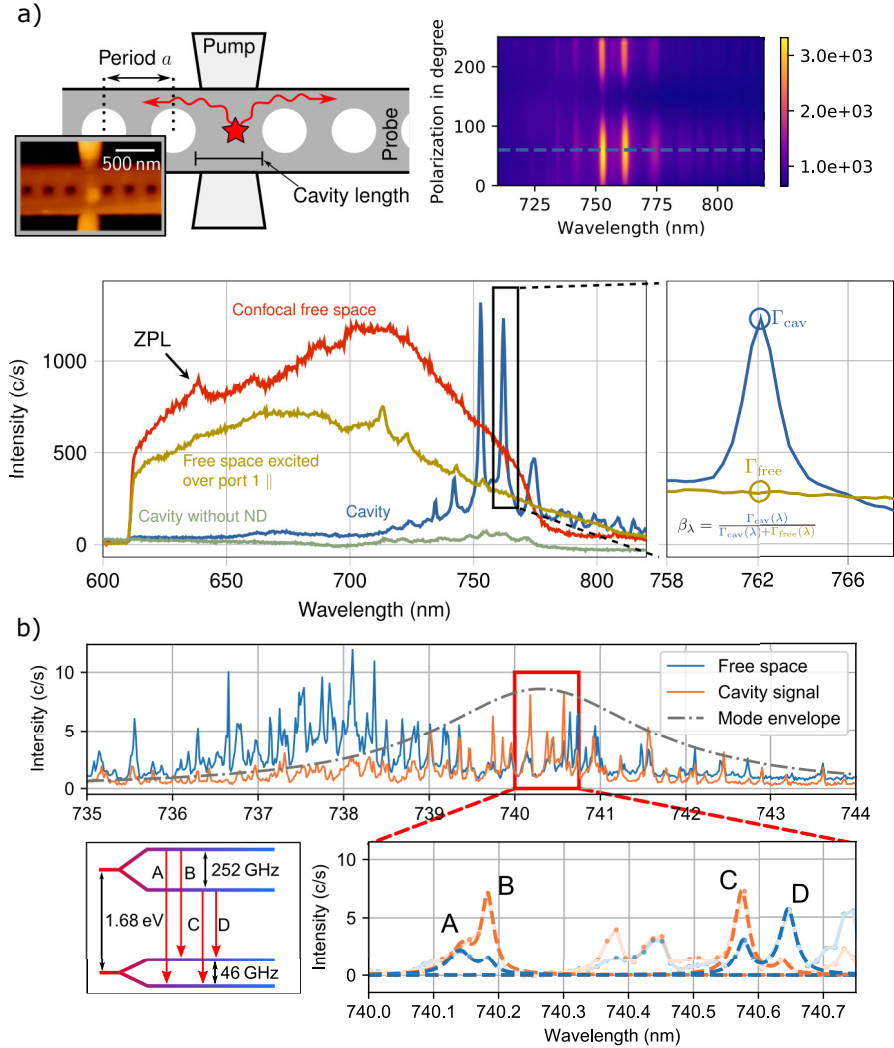 a)
Pump
Period a
Probe
500 nm
Cavity length
Polarization in degree
200
100
0
725
750
775
800
Wavelength (nm)
3.0e+03
2.0e+03
1.0e+03
Intensity (c/s)
1000
500
0
Confocal free space
ZPL
Free space excited
over port 1 ||
Cavity
Cavity without ND
600
650
700
750
800
Wavelength (nm)
Γcav
Γfree
βλ = Γcav(λ) / Γcav(λ)+Γfree(λ)
758
762
766
b)
Intensity (c/s)
10
5
0
Free space
Cavity signal
Mode envelope
735
736
737
738
739
740
741
742
743
744
A
B
252 GHz
1.68 eV
C
D
46 GHz
Intensity (c/s)
10
5
0
A
B
C
D
740.0
740.1
740.2
740.3
740.4
740.5
740.6
740.7
Wavelength (nm)